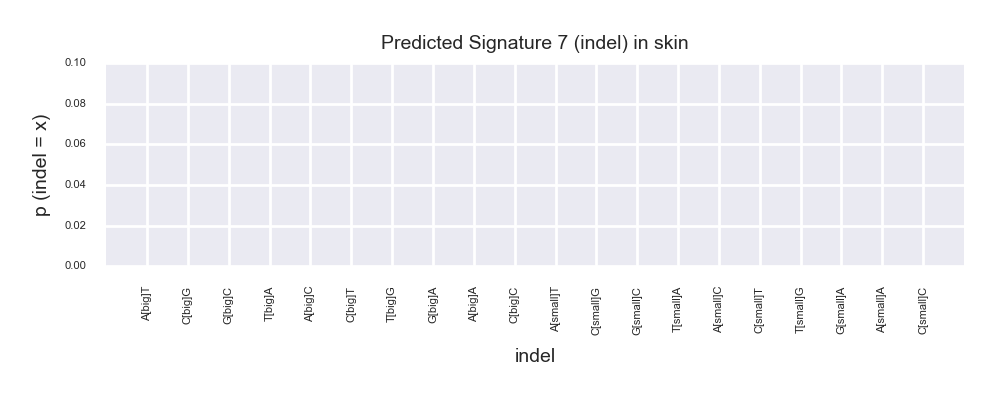 Predicted Signature 7 (indel) in skin
p (indel = x)
0.10
0.08
0.06
0.04
0.02
0.00
A[big]T
C[big]G
G[big]C
T[big]A
A[big]C
C[big]T
T[big]G
G[big]A
A[big]A
C[big]C
A[small]T
C[small]G
G[small]C
T[small]A
A[small]C
C[small]T
T[small]G
G[small]A
A[small]A
C[small]C
indel